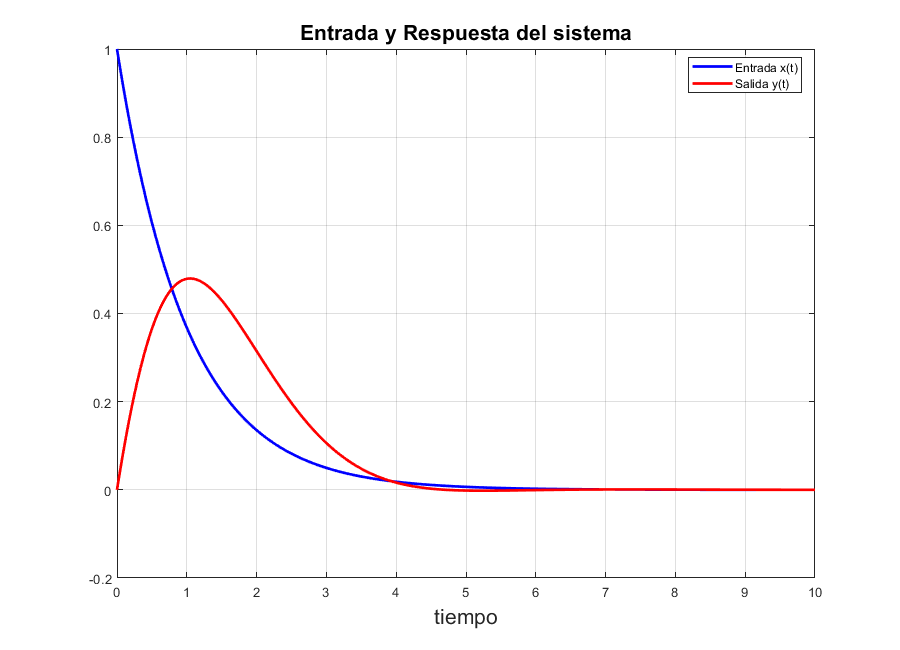 Entrada y Respuesta del sistema
Entrada x(t)
Salida y(t)
1
0.8
0.6
0.4
0.2
0
-0.2
0 1 2 3 4 5 6 7 8 9 10
tiempo